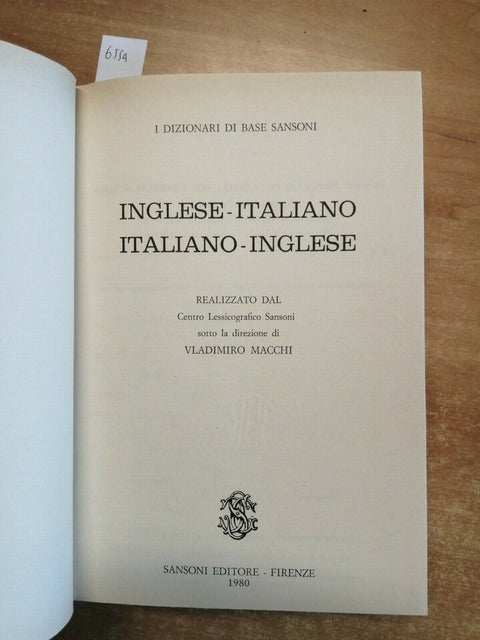 6JJa
I DIZIONARI DI BASE SANSONI
INGLESE - ITALIANO
ITALIANO - INGLESE
REALIZZATO DAL
Centro Lessicografico Sansoni
sotto la direzione di
VLADIMIRO MACCHI
SANSONI EDITORE - FIRENZE
1980